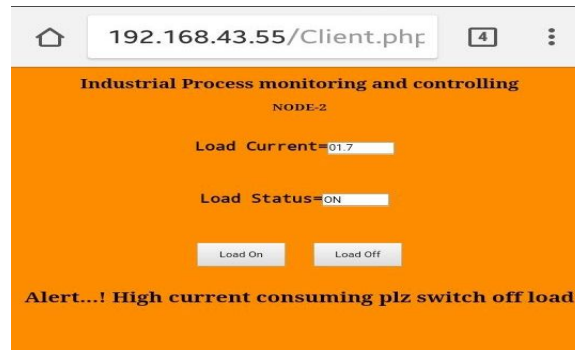 192.168.43.55/Client.php
4
Industrial Process monitoring and controlling
NODE-2
Load Current=01.7
Load Status=ON
Load On Load Off
Alert...! High current consuming plz switch off load